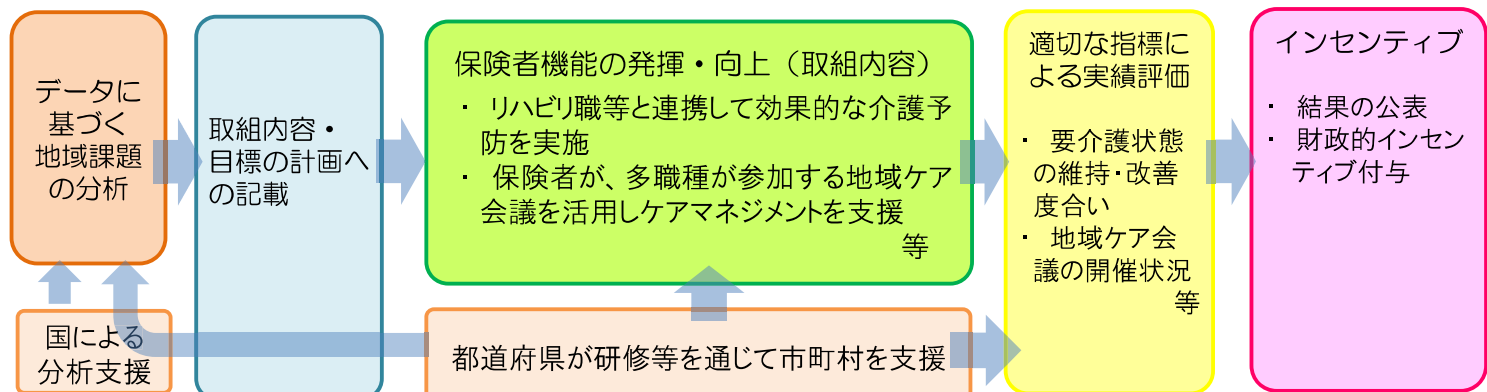 データに
基づく
地域課題
の分析
国による
分析支援
取組内容・
目標の計画へ
の記載
保険者機能の発揮・向上（取組内容）
・ リハビリ職等と連携して効果的な介護予
防を実施
・ 保険者が、多職種が参加する地域ケア
会議を活用しケアマネジメントを支援
等
都道府県が研修等を通じて市町村を支援
適切な指標に
よる実績評価
・ 要介護状態
の維持・改善
度合い
・ 地域ケア会
議の開催状況
等
インセンティブ
・ 結果の公表
・ 財政的インセン
ティブ付与